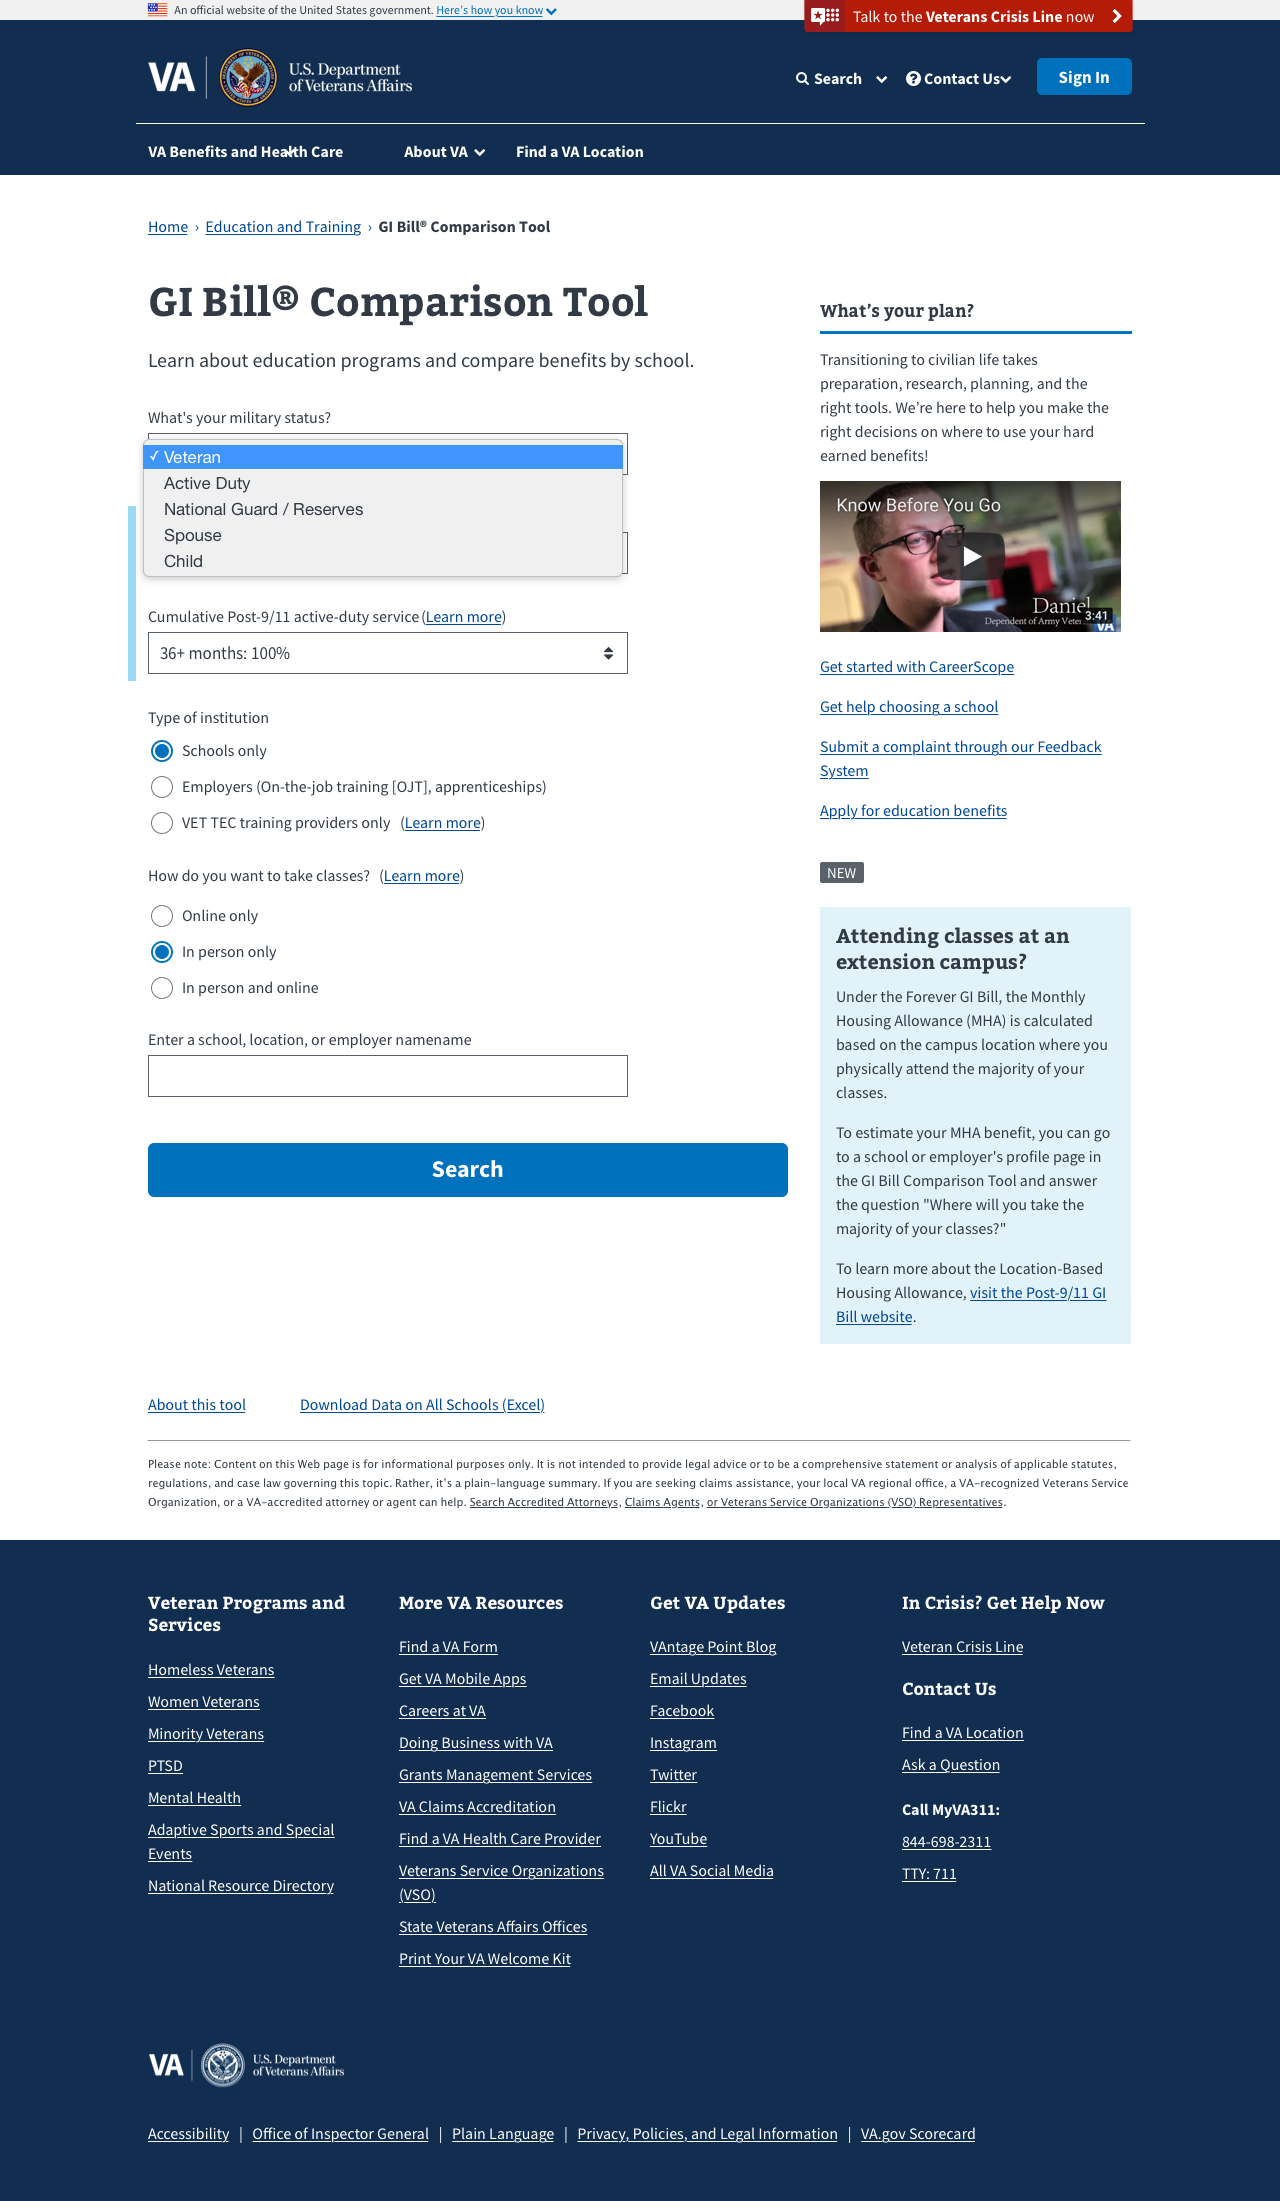 An official website of the United States government. Here's how you know
Talk to the Veterans Crisis Line now
VA
U.S. Department
of Veterans Affairs
Search
Contact Us
Sign In
VA Benefits and Health Care
About VA
Find a VA Location
Home › Education and Training › GI Bill® Comparison Tool
GI Bill® Comparison Tool
Learn about education programs and compare benefits by school.
What's your military status?
✓ Veteran
Active Duty
National Guard / Reserves
Spouse
Child
Cumulative Post-9/11 active-duty service (Learn more)
36+ months: 100%
Type of institution
Schools only
Employers (On-the-job training [OJT], apprenticeships)
VET TEC training providers only (Learn more)
How do you want to take classes? (Learn more)
Online only
In person only
In person and online
Enter a school, location, or employer namename
Search
What's your plan?
Transitioning to civilian life takes
preparation, research, planning, and the
right tools. We're here to help you make the
right decisions on where to use your hard
earned benefits!
Know Before You Go
Daniel
Dependent of Army
3:41
VA
Get started with CareerScope
Get help choosing a school
Submit a complaint through our Feedback
System
Apply for education benefits
NEW
Attending classes at an
extension campus?
Under the Forever GI Bill, the Monthly
Housing Allowance (MHA) is calculated
based on the campus location where you
physically attend the majority of your
classes.
To estimate your MHA benefit, you can go
to a school or employer's profile page in
the GI Bill Comparison Tool and answer
the question "Where will you take the
majority of your classes?"
To learn more about the Location-Based
Housing Allowance, visit the Post-9/11 GI
Bill website.
About this tool
Download Data on All Schools (Excel)
Please note: Content on this Web page is for informational purposes only. It is not intended to provide legal advice or to be a comprehensive statement or analysis of applicable statutes,
regulations, and case law governing this topic. Rather, it's a plain-language summary. If you are seeking claims assistance, your local VA regional office, a VA-recognized Veterans Service
Organization, or a VA-accredited attorney or agent can help. Search Accredited Attorneys, Claims Agents, or Veterans Service Organizations (VSO) Representatives.
Veteran Programs and
Services
Homeless Veterans
Women Veterans
Minority Veterans
PTSD
Mental Health
Adaptive Sports and Special
Events
National Resource Directory
More VA Resources
Find a VA Form
Get VA Mobile Apps
Careers at VA
Doing Business with VA
Grants Management Services
VA Claims Accreditation
Find a VA Health Care Provider
Veterans Service Organizations
(VSO)
State Veterans Affairs Offices
Print Your VA Welcome Kit
Get VA Updates
VAntage Point Blog
Email Updates
Facebook
Instagram
Twitter
Flickr
YouTube
All VA Social Media
In Crisis? Get Help Now
Veteran Crisis Line
Contact Us
Find a VA Location
Ask a Question
Call MyVA311:
844-698-2311
TTY: 711
VA
U.S. Department
of Veterans Affairs
Accessibility | Office of Inspector General | Plain Language | Privacy, Policies, and Legal Information | VA.gov Scorecard